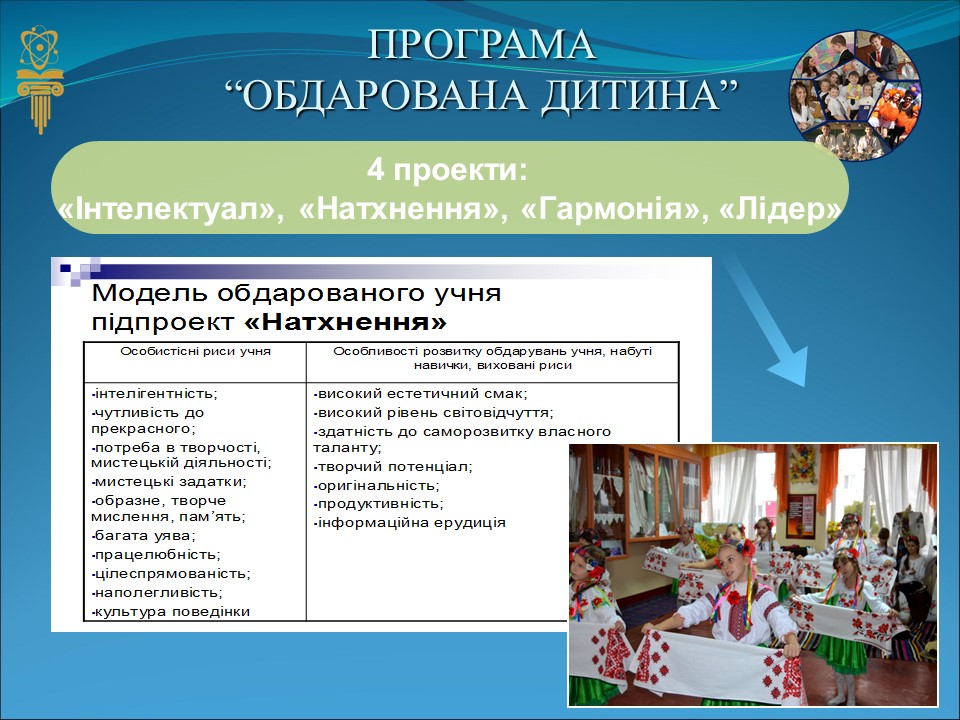 ПРОГРАМА
“ОБДАРОВАНА ДИТИНА”
4 проекти:
«Інтелектуал», «Натхнення», «Гармонія», «Лідер»
Модель обдарованого учня
підпроект «Натхнення»
Особистісні риси учня
Особливості розвитку обдарувань учня, набуті
навички, виховані риси
-інтелігентність;
-чутливість до
прекрасного;
-потреба в творчості,
мистецькій діяльності;
-мистецькі задатки;
-образне, творче
мислення, пам’ять;
-багата уява;
-працелюбність;
-цілеспрямованість;
-наполегливість;
-культура поведінки
-високий естетичний смак;
-високий рівень світовідчуття;
-здатність до саморозвитку власного
таланту;
-творчий потенціал;
-оригінальність;
-продуктивність;
-інформаційна ерудиція